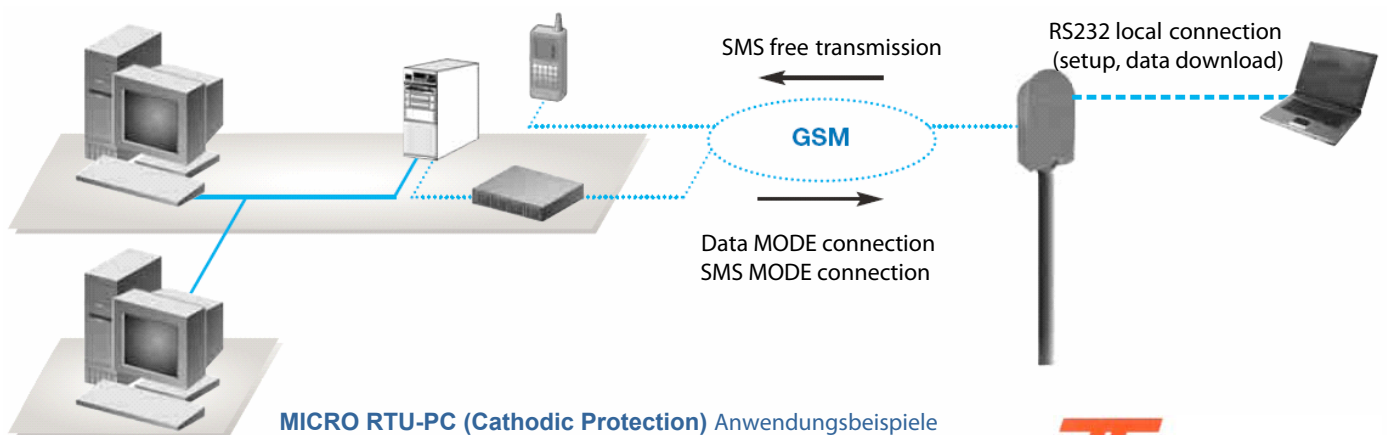 SMS free transmission
RS232 local connection
(setup, data download)
GSM
Data MODE connection
SMS MODE connection
MICRO RTU-PC (Cathodic Protection) Anwendungsbeispiele